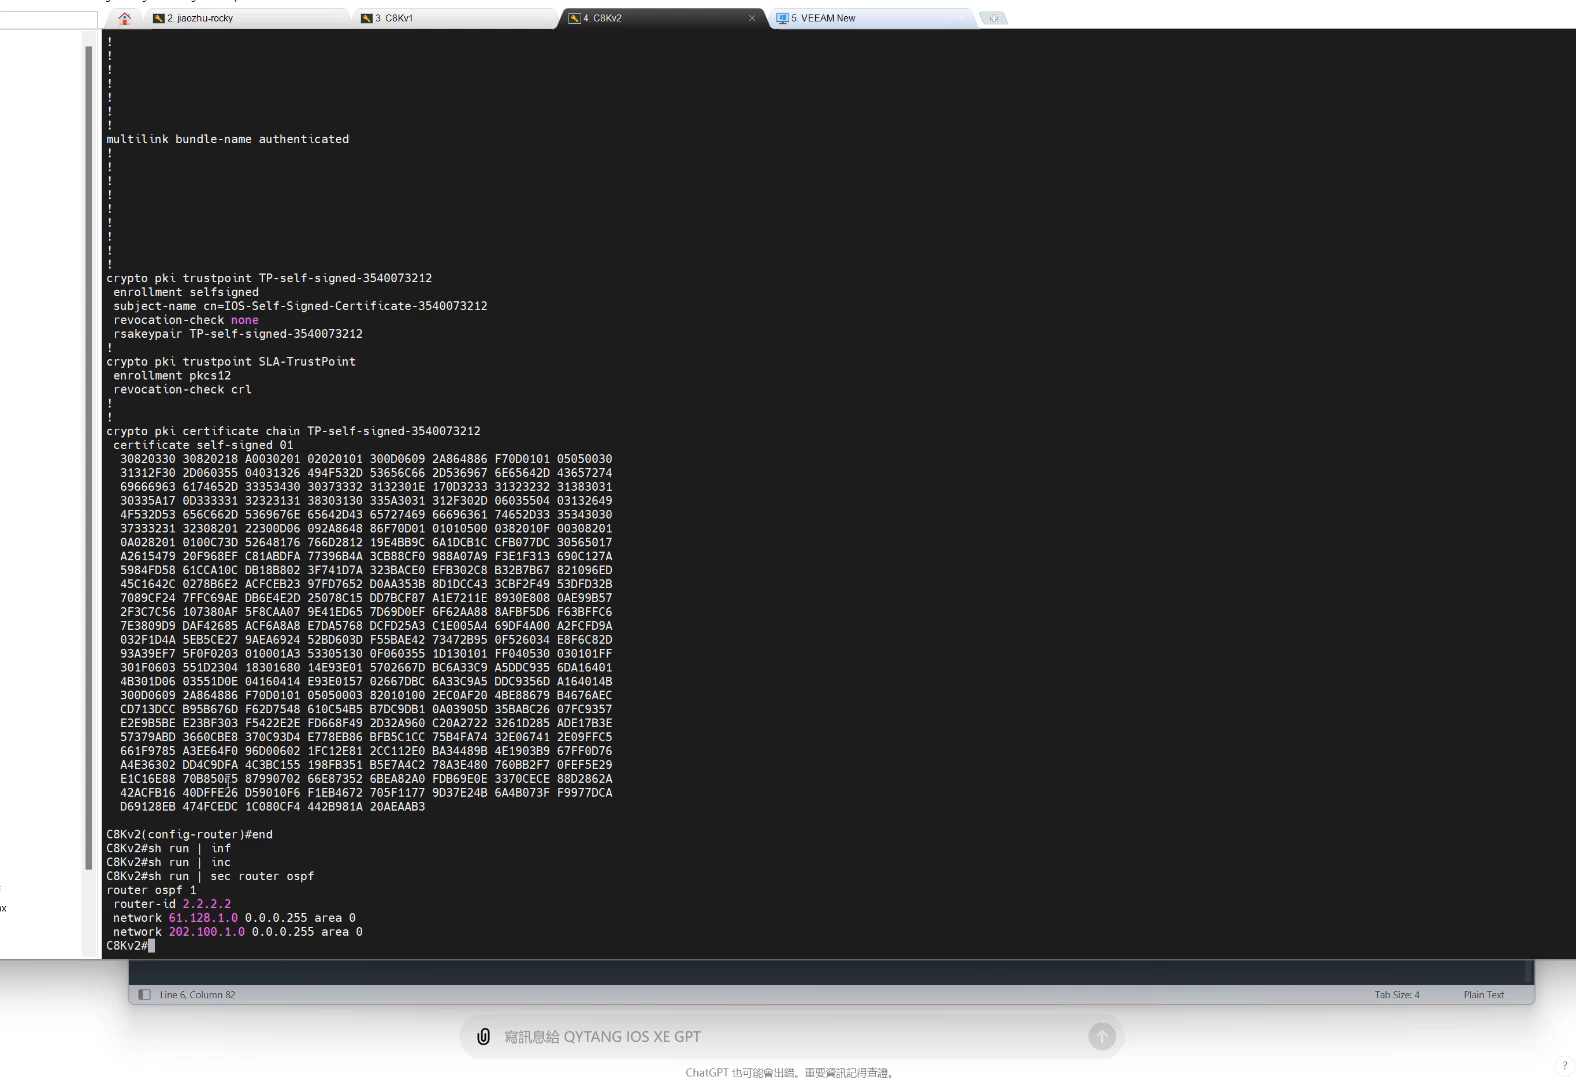 2. jiaozhu-rocky
3. C8Kv1
4. C8Kv2
5. VEEAM New
!
!
!
!
!
!
!
multilink bundle-name authenticated
!
!
!
!
!
!
!
!
!
crypto pki trustpoint TP-self-signed-3540073212
enrollment selfsigned
subject-name cn=IOS-Self-Signed-Certificate-3540073212
revocation-check none
rsakeypair TP-self-signed-3540073212
!
crypto pki trustpoint SLA-TrustPoint
enrollment pkcs12
revocation-check crl
!
!
crypto pki certificate chain TP-self-signed-3540073212
certificate self-signed 01
30820330 30820218 A0030201 02020101 300D0609 2A864886 F70D0101 05050030
31312F30 2D060355 04031326 494F532D 53656C66 2D536967 6E65642D 43657274
69666963 6174652D 33353430 30373332 3132301E 170D3233 31323232 31383031
30335A17 0D333331 32323131 38303130 335A3031 312F302D 06035504 03132649
4F532D53 656C662D 5369676E 65642D43 65727469 66696361 74652D33 35343030
37333231 32308201 22300D06 092A8648 86F70D01 01010500 0382010F 00308201
0A028201 0100C73D 52648176 766D2812 19E4BB9C 6A1DCB1C CFB077DC 30565017
A2615479 20F968EF C81ABDFA 77396B4A 3CB88CF0 988A07A9 F3E1F313 690C127A
5984FD58 61CCA10C DB18B802 3F741D7A 323BACE0 EFB302C8 B32B7B67 821096ED
45C1642C 0278B6E2 ACFCEB23 97FD7652 D0AA353B 8D1DCC43 3CBF2F49 53DFD32B
7089CF24 7FFC69AE DB6E4E2D 25078C15 DD7BCF87 A1E7211E 8930E808 0AE99B57
2F3C7C56 107380AF 5F8CAA07 9E41ED65 7D69D0EF 6F62AA88 8AFBF5D6 F63BFFC6
7E3809D9 DAF42685 ACF6A8A8 E7DA5768 DCFD25A3 C1E005A4 69DF4A00 A2FCFD9A
032F1D4A 5EB5CE27 9AEA6924 52BD603D F55BAE42 73472B95 0F526034 E8F6C82D
93A39EF7 5F0F0203 010001A3 53305130 0F060355 1D130101 FF040530 030101FF
301F0603 551D2304 18301680 14E93E01 5702667D BC6A33C9 A5DDC935 6DA16401
4B301D06 03551D0E 04160414 E93E0157 02667DBC 6A33C9A5 DDC9356D A164014B
300D0609 2A864886 F70D0101 05050003 82010100 2EC0AF20 4BE88679 B4676AEC
CD713DCC B95B676D F62D7548 610C54B5 B7DC9DB1 0A03905D 35BABC26 07FC9357
E2E9B5BE E23BF303 F5422E2E FD668F49 2D32A960 C20A2722 3261D285 ADE17B3E
57379ABD 3660CBE8 370C93D4 E778EB86 BFB5C1CC 75B4FA74 32E06741 2E09FFC5
661F9785 A3EE64F0 96D00602 1FC12E81 2CC112E0 BA34489B 4E1903B9 67FF0D76
A4E36302 DD4C9DFA 4C3BC155 198FB351 B5E7A4C2 78A3E480 760BB2F7 0FEF5E29
E1C16E88 87990702 66E87352 6BEA82A0 FDB69E0E 3370CECE 88D2862A
42ACFB16 40DFFE26 D59010F6 F1EB4672 705F1177 9D37E24B 6A4B073F F9977DCA
D69128EB 474FCEDC 1C080CF4 442B981A 20AEAAB3
C8Kv2(config-router)#end
C8Kv2#sh run | inf
C8Kv2#sh run | inc
C8Kv2#sh run | sec router ospf
router ospf 1
router-id 2.2.2.2
network 61.128.1.0 0.0.0.255 area 0
network 202.100.1.0 0.0.0.255 area 0
C8Kv2#
Line 6, Column 82
Tab Size: 4
Plain Text
寫訊息給 QYTANG IOS XE GPT
ChatGPT 也可能會出錯。重要資訊記得查證。
?